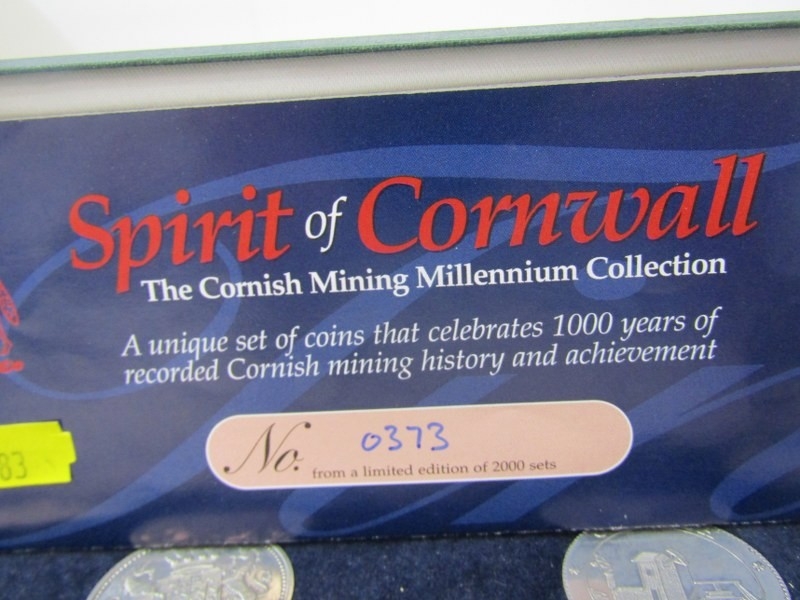 Spirit of Cornwall
The Cornish Mining Millennium Collection
A unique set of coins that celebrates 1000 years of
recorded Cornish mining history and achievement
No. 0373
from a limited edition of 2000 sets
83